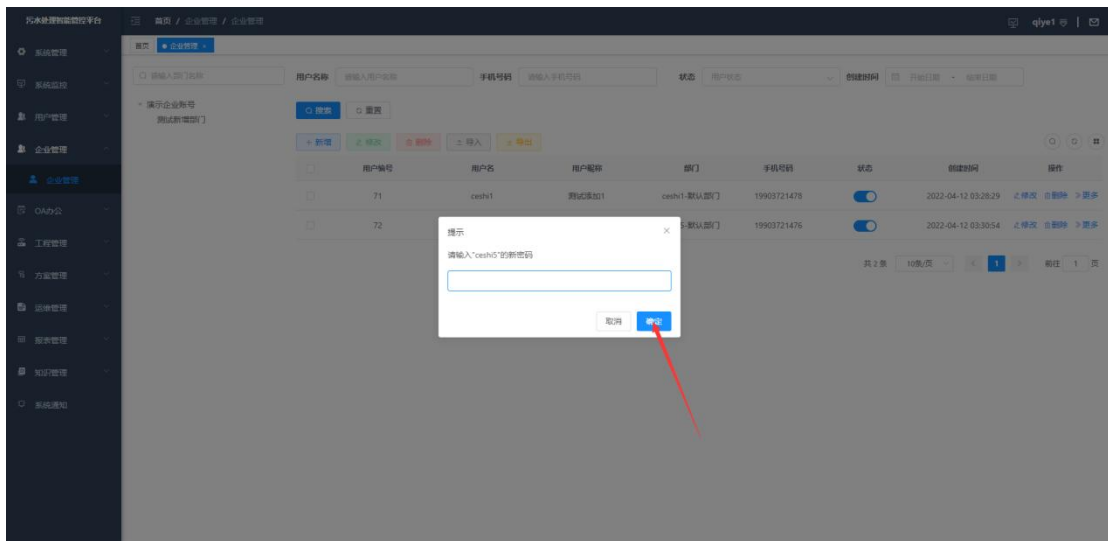 污水处理智能管控平台
首页 / 企业管理 / 企业管理
qiye1
系统管理
首页
企业管理 ×
系统监控
请输入部门名称
用户名称 请输入用户名称 手机号码 请输入手机号码 状态 用户状态 创建时间 开始日期 - 结束日期
演示企业账号
测试新增部门
搜索 重置
用户管理
企业管理
新增 修改 删除 导入 导出
企业管理
用户编号 用户名 用户昵称 部门 手机号码 状态 创建时间 操作
71 ceshi1 测试添加1 ceshi1-默认部门 19903721478 2022-04-12 03:28:29 修改 删除 >更多
OA办公
72 5-默认部门 19903721476 2022-04-12 03:30:54 修改 删除 >更多
提示 ×
请输入"ceshi5"的新密码
取消 确定
工程管理
共 2 条 10条/页 < 1 > 前往 1 页
方案管理
运维管理
报表管理
知识管理
系统通知